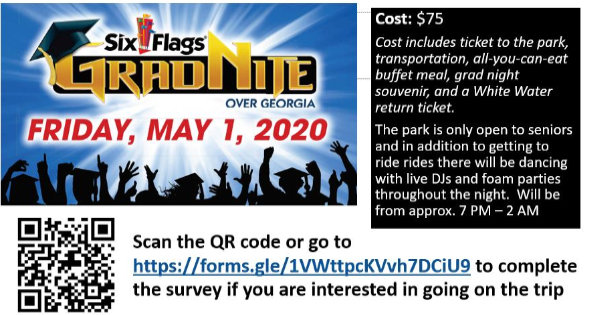 Six Flags®
GRADNITE
OVER GEORGIA
FRIDAY, MAY 1, 2020
Cost: $75
Cost includes ticket to the park,
transportation, all-you-can-eat
buffet meal, grad night
souvenir, and a White Water
return ticket.
The park is only open to seniors
and in addition to getting to
ride rides there will be dancing
with live DJs and foam parties
throughout the night. Will be
from approx. 7 PM – 2 AM
Scan the QR code or go to
https://forms.gle/1VWttpcKVvh7DCiU9 to complete
the survey if you are interested in going on the trip